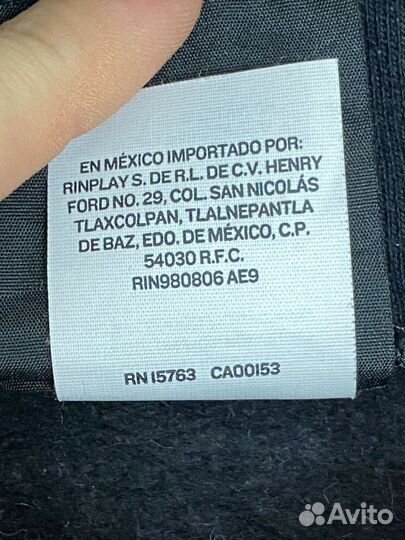 EN MÉXICO IMPORTADO POR:
RINPLAY S. DE R.L. DE C.V. HENRY
FORD NO. 29, COL. SAN NICOLÁS
TLAXCOLPAN, TLALNEPANTLA
DE BAZ, EDO. DE MÉXICO, C.P.
54030 R.F.C.
RIN980806 AE9
RN 15763 CA00153
Avito